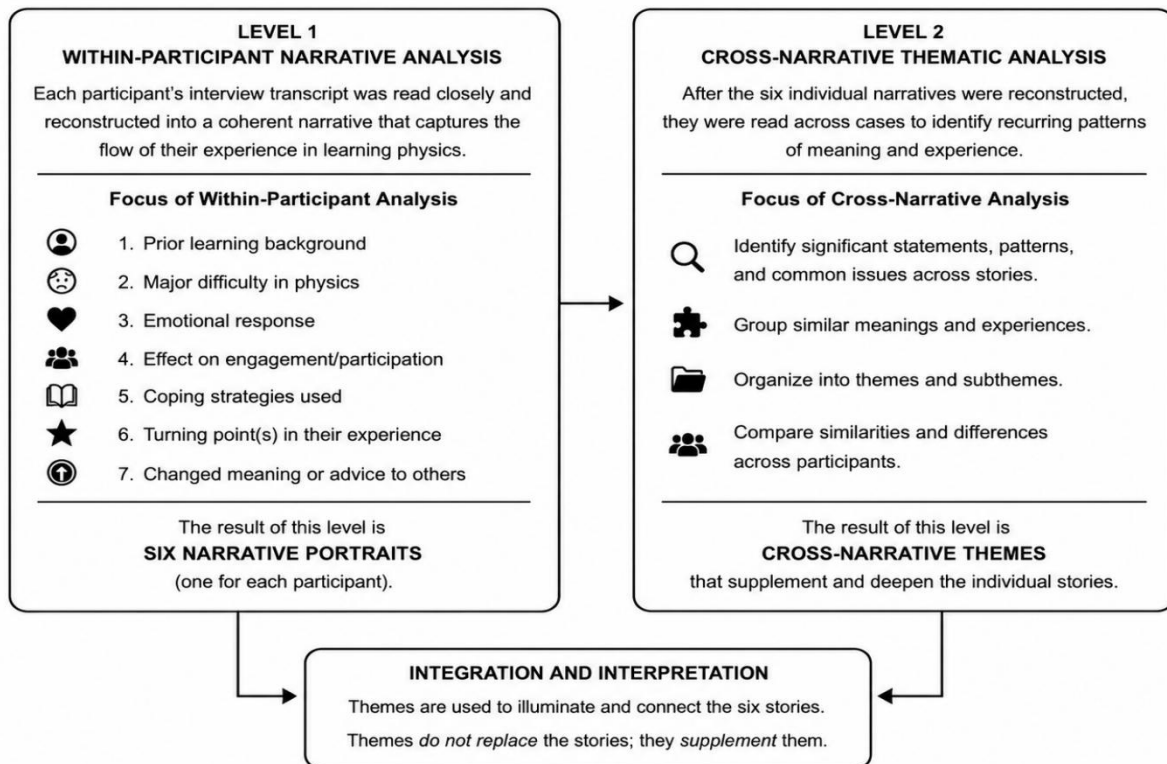 LEVEL 1
WITHIN-PARTICIPANT NARRATIVE ANALYSIS
Each participant's interview transcript was read closely and
reconstructed into a coherent narrative that captures the
flow of their experience in learning physics.
Focus of Within-Participant Analysis
1. Prior learning background
2. Major difficulty in physics
3. Emotional response
4. Effect on engagement/participation
5. Coping strategies used
6. Turning point(s) in their experience
7. Changed meaning or advice to others
The result of this level is
SIX NARRATIVE PORTRAITS
(one for each participant).
LEVEL 2
CROSS-NARRATIVE THEMATIC ANALYSIS
After the six individual narratives were reconstructed,
they were read across cases to identify recurring patterns
of meaning and experience.
Focus of Cross-Narrative Analysis
Identify significant statements, patterns,
and common issues across stories.
Group similar meanings and experiences.
Organize into themes and subthemes.
Compare similarities and differences
across participants.
The result of this level is
CROSS-NARRATIVE THEMES
that supplement and deepen the individual stories.
INTEGRATION AND INTERPRETATION
Themes are used to illuminate and connect the six stories.
Themes do not replace the stories; they supplement them.